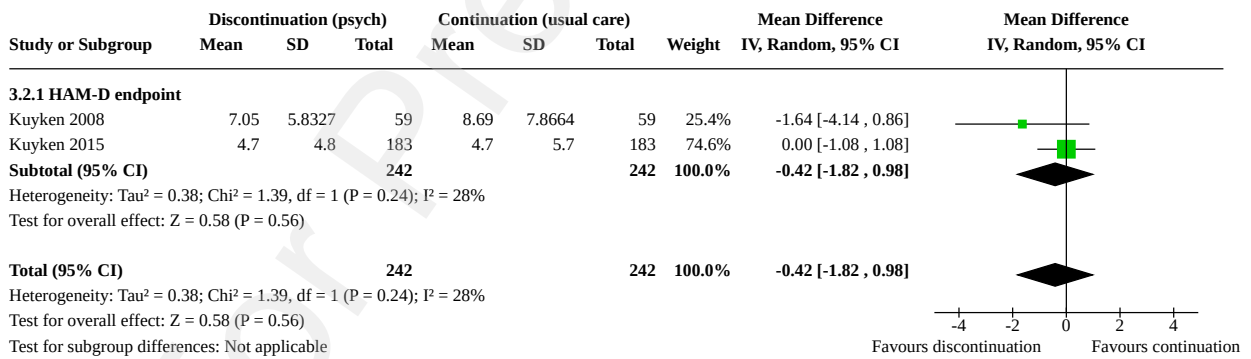 Discontinuation (psych) Continuation (usual care) Mean Difference Mean Difference
Study or Subgroup Mean SD Total Mean SD Total Weight IV, Random, 95% CI IV, Random, 95% CI
3.2.1 HAM-D endpoint
Kuyken 2008 7.05 5.8327 59 8.69 7.8664 59 25.4% -1.64 [-4.14 , 0.86]
Kuyken 2015 4.7 4.8 183 4.7 5.7 183 74.6% 0.00 [-1.08 , 1.08]
Subtotal (95% CI) 242 242 100.0% -0.42 [-1.82 , 0.98]
Heterogeneity: Tau² = 0.38; Chi² = 1.39, df = 1 (P = 0.24); I² = 28%
Test for overall effect: Z = 0.58 (P = 0.56)
Total (95% CI) 242 242 100.0% -0.42 [-1.82 , 0.98]
Heterogeneity: Tau² = 0.38; Chi² = 1.39, df = 1 (P = 0.24); I² = 28%
Test for overall effect: Z = 0.58 (P = 0.56) -4 -2 0 2 4
Test for subgroup differences: Not applicable Favours discontinuation Favours continuation
or Pre